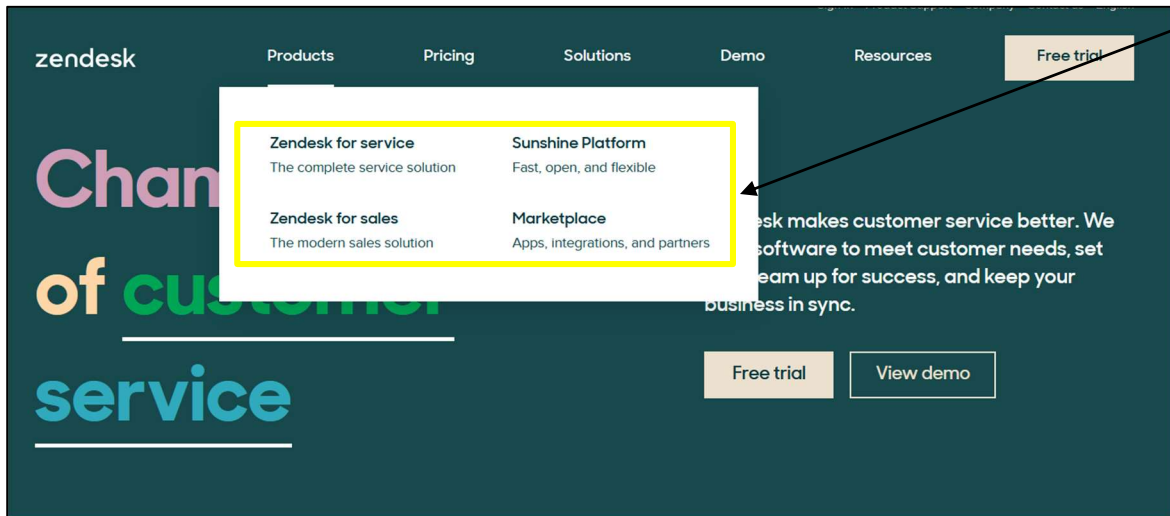 zendesk
Products Pricing Solutions Demo Resources Free trial
Zendesk for service
The complete service solution
Sunshine Platform
Fast, open, and flexible
Zendesk for sales
The modern sales solution
Marketplace
Apps, integrations, and partners
of
service
makes customer service better. We
software to meet customer needs, set
up for success, and keep your
business in sync.
Free trial View demo